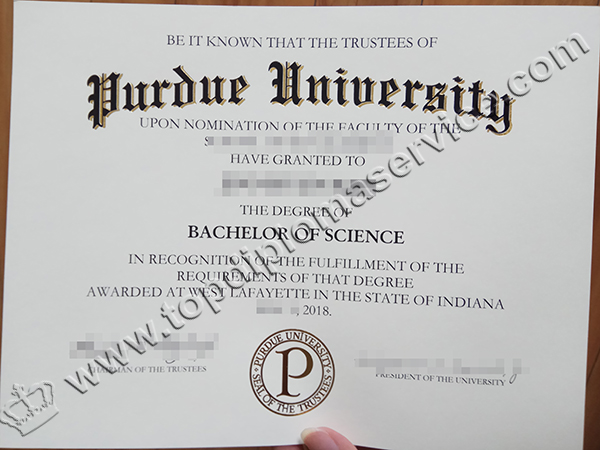 BE IT KNOWN THAT THE TRUSTEES OF
Purdue University
UPON NOMINATION OF THE FACULTY OF THE
HAVE GRANTED TO
THE DEGREE OF
BACHELOR OF SCIENCE
IN RECOGNITION OF THE FULFILLMENT OF THE
REQUIREMENTS OF THAT DEGREE
AWARDED AT WEST LAFAYETTE IN THE STATE OF INDIANA
, 2018.
CHAIRMAN OF THE TRUSTEES
PURDUE UNIVERSITY
P
SEAL OF THE TRUSTEES
PRESIDENT OF THE UNIVERSITY
www.topdiplomaservice.com